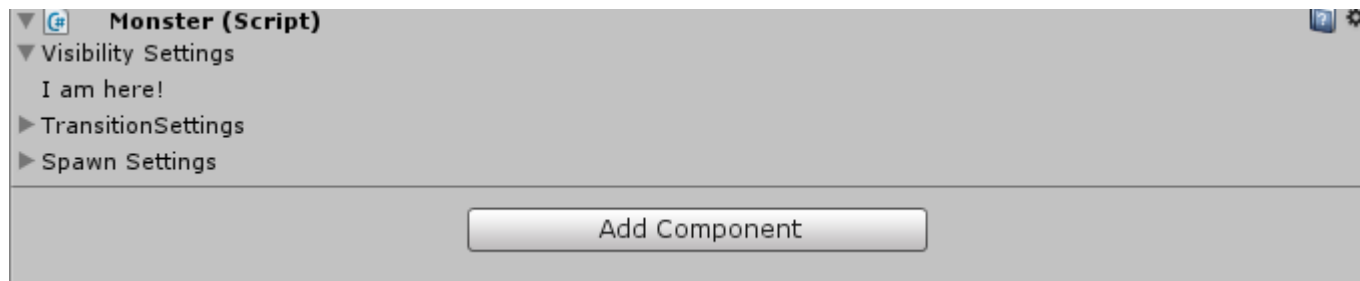 Monster (Script)
Visibility Settings
I am here!
TransitionSettings
Spawn Settings
Add Component